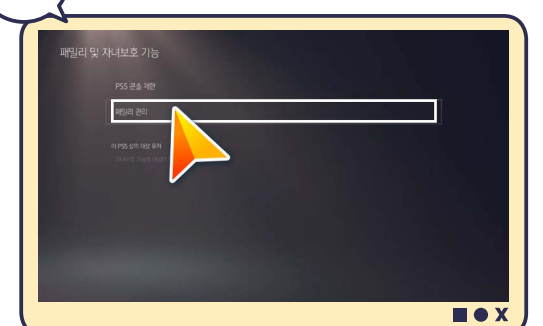 패밀리 및 자녀보호 기능
PS5 콘솔 제한
패밀리 관리
이 PS5 상의 대상 유저
X